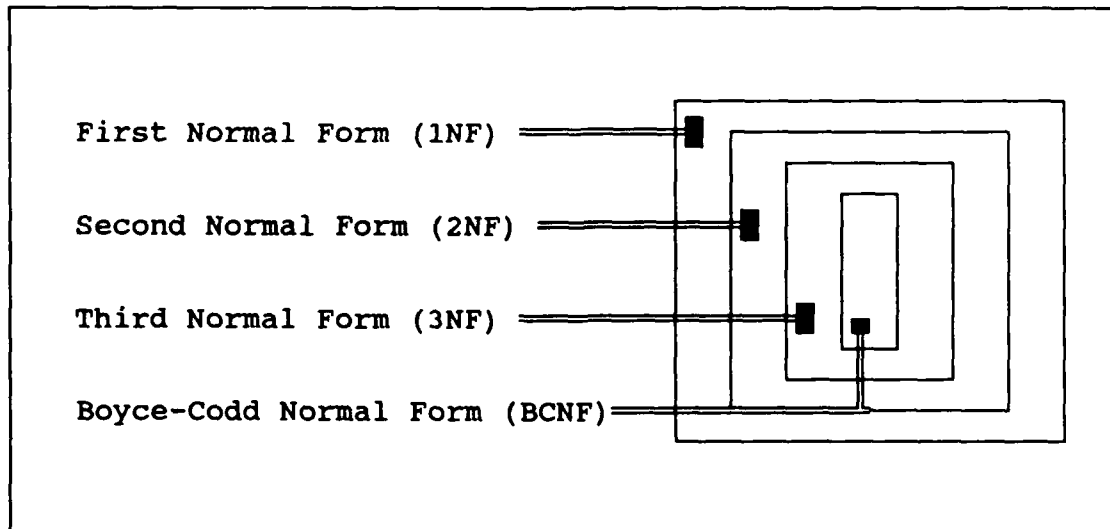 First Normal Form (1NF)
Second Normal Form (2NF)
Third Normal Form (3NF)
Boyce-Codd Normal Form (BCNF)